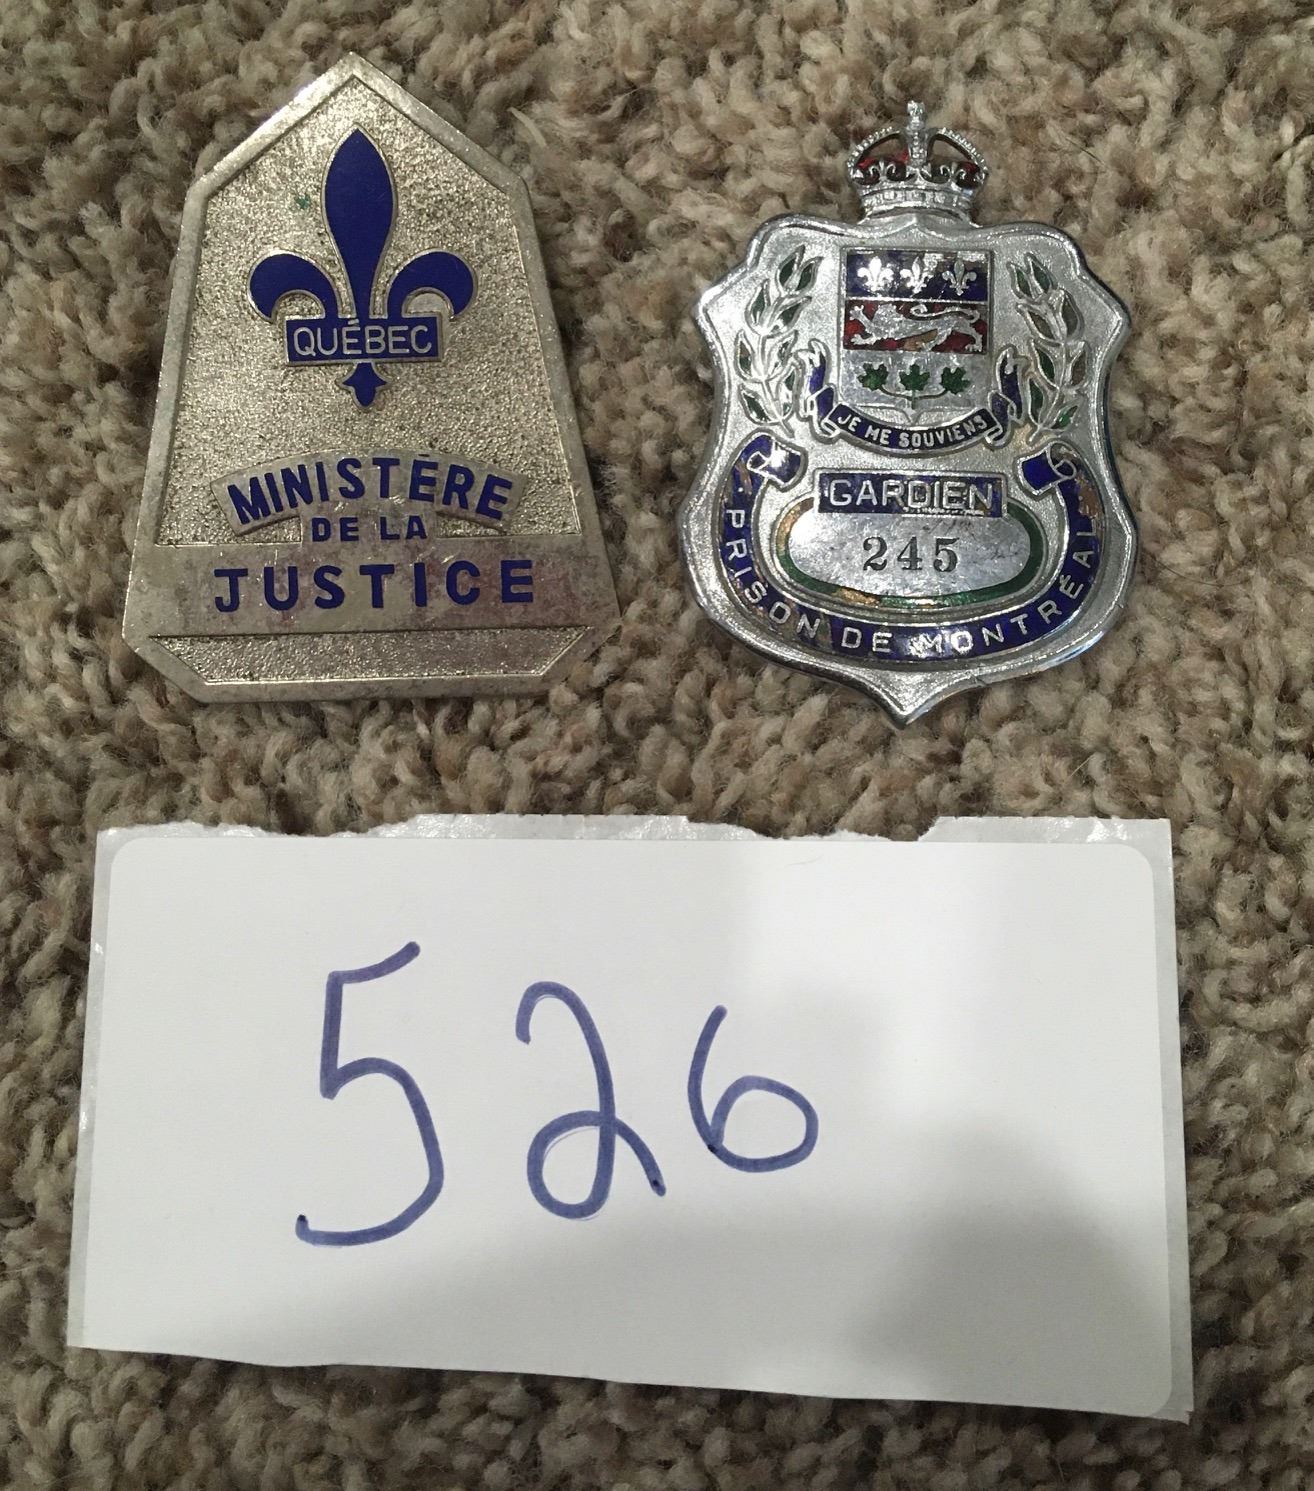 QUÉBEC
MINISTÈRE
DE LA
JUSTICE
JE ME SOUVIENS
GARDIEN
245
PRISON DE MONTRÉAL
526